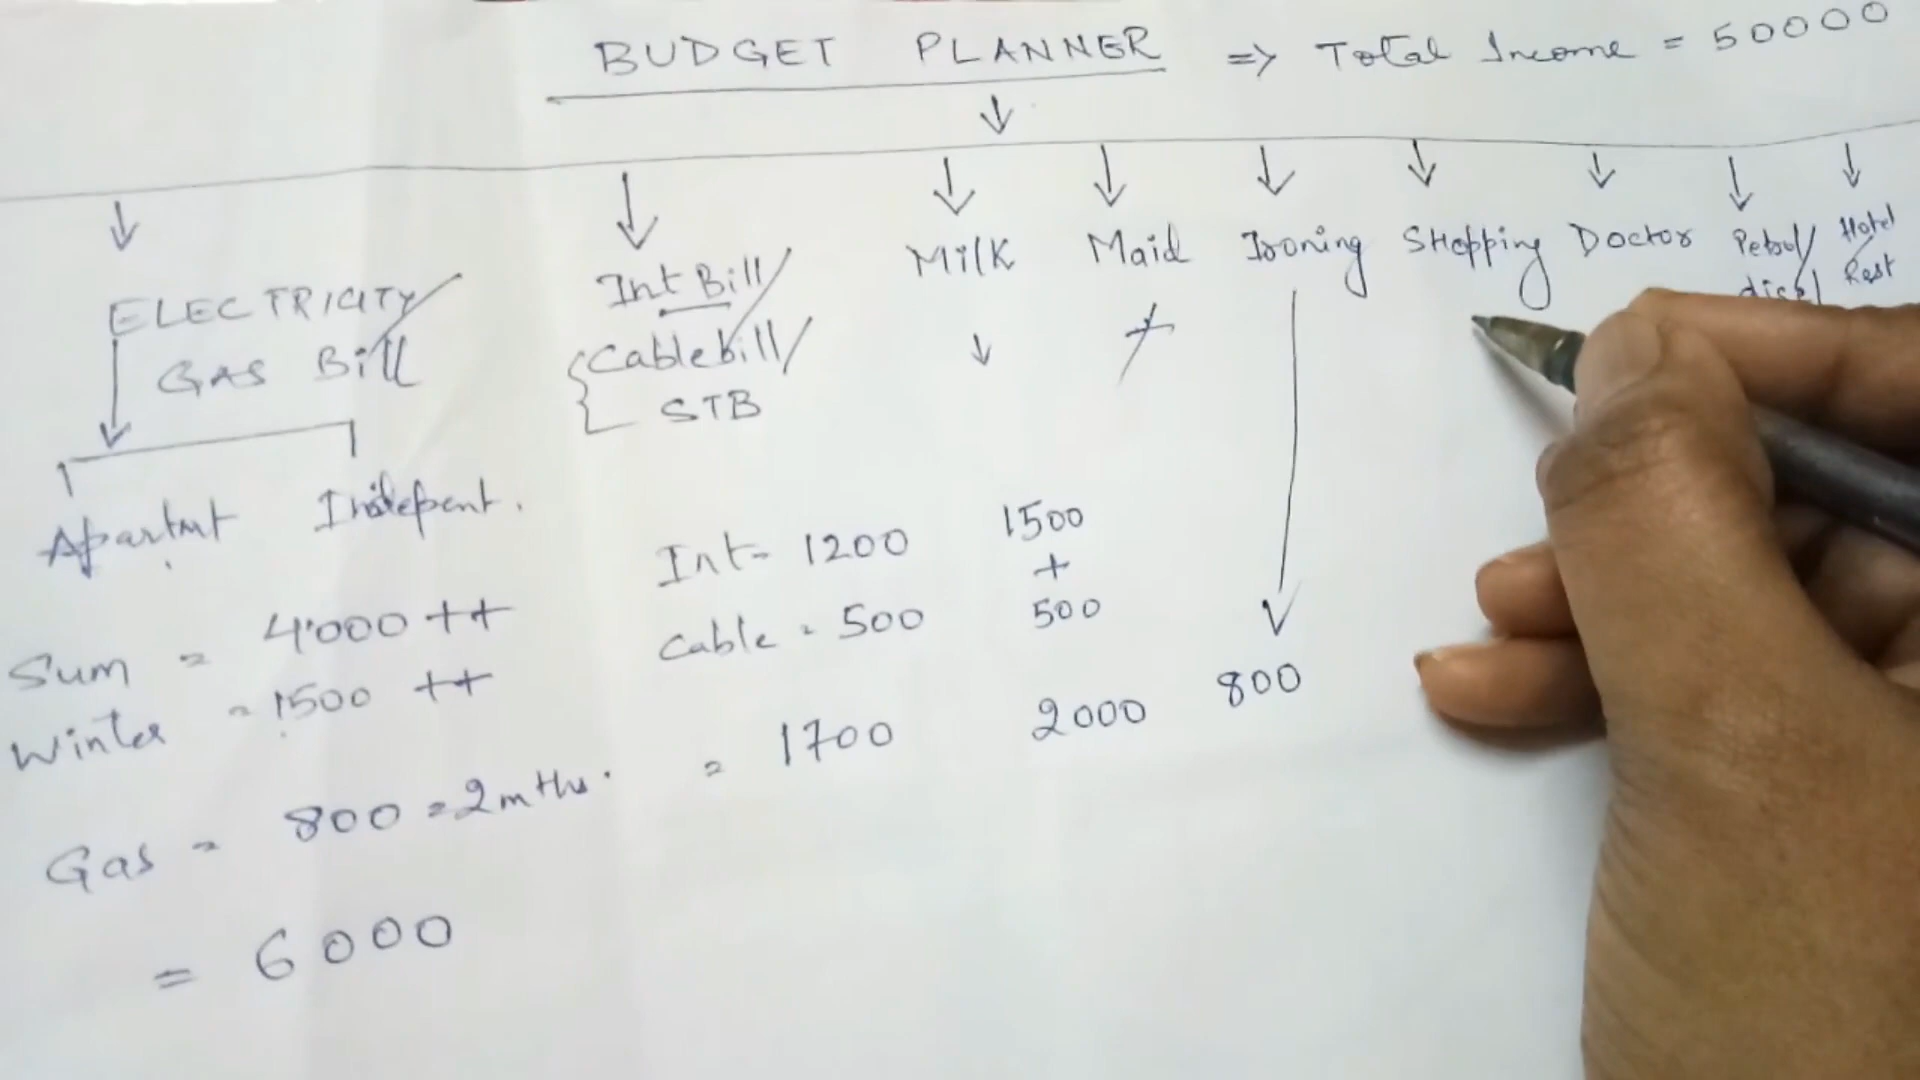 BUDGET PLANNER => Total Income = 50000
ELECTRICITY/
GAS Bill
Int Bill/
Cable bill/
STB
Milk
Maid
Ironing
SHopping
Doctor
Petrol/
Hotel
Rest
Apartmt
Sum = 4000 ++
Winter = 1500 ++
Gas = 800 = 2 mths.
= 6000
Int = 1200
Cable = 500
= 1700
1500
+
500
2000
800